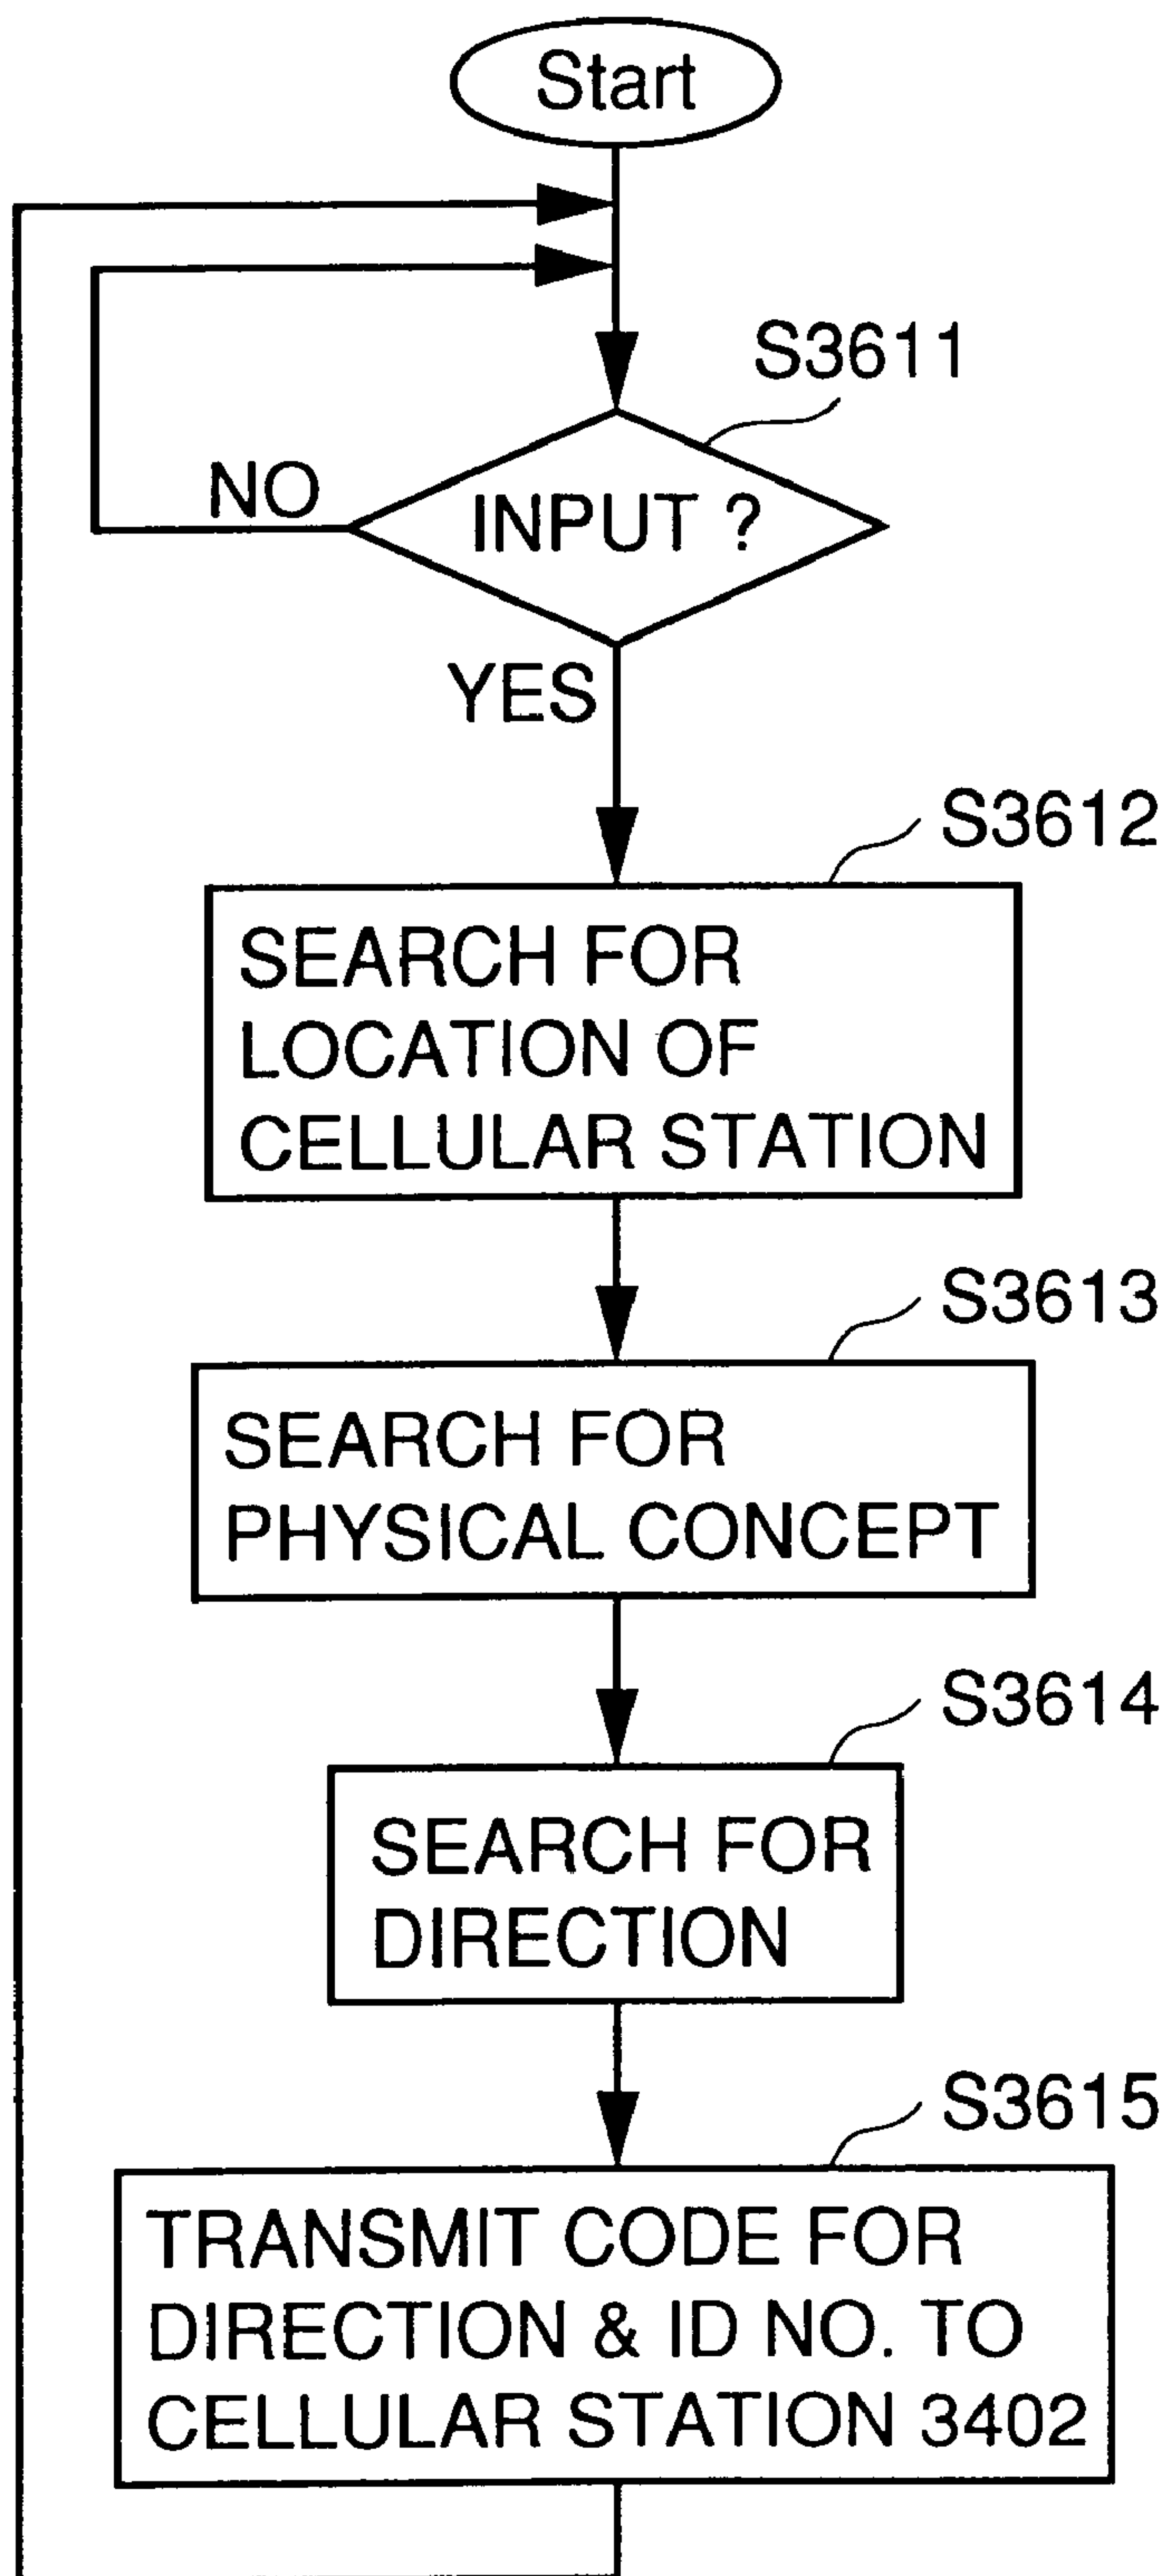 Start
S3611
NO
INPUT ?
YES
S3612
SEARCH FOR
LOCATION OF
CELLULAR STATION
S3613
SEARCH FOR
PHYSICAL CONCEPT
S3614
SEARCH FOR
DIRECTION
S3615
TRANSMIT CODE FOR
DIRECTION & ID NO. TO
CELLULAR STATION 3402